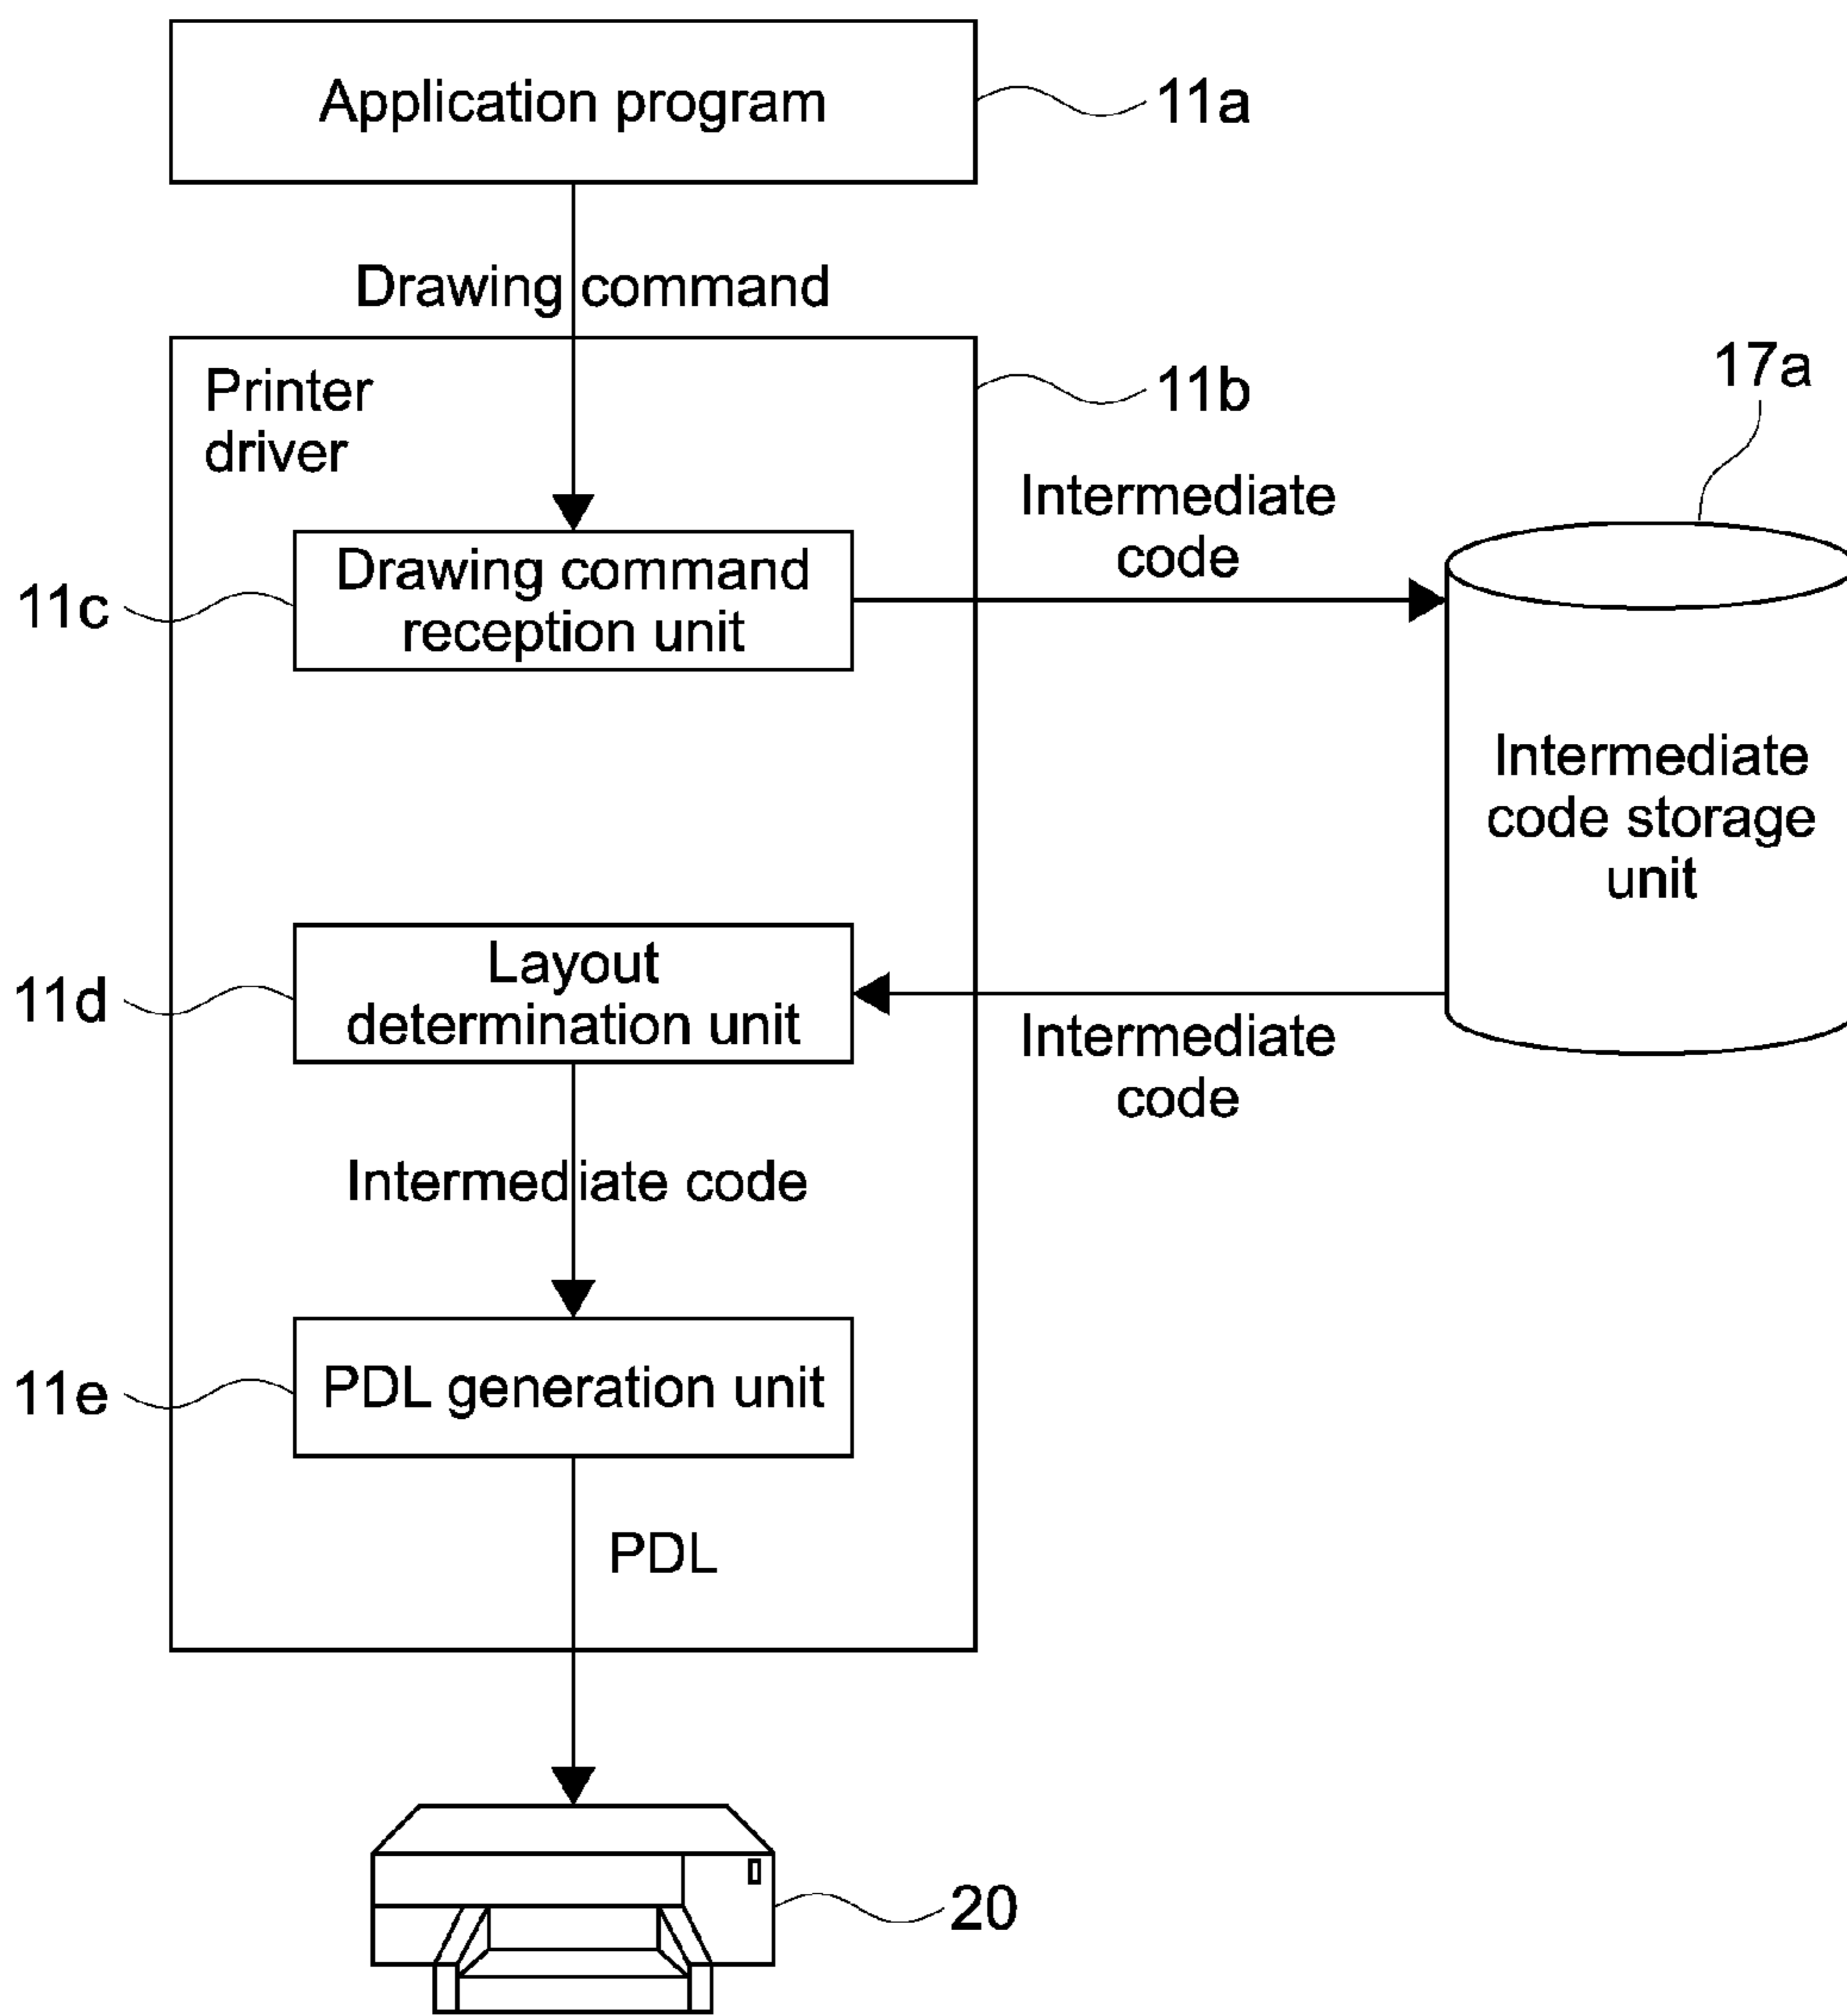 Application program
11a
Drawing command
Printer
driver
11b
17a
Intermediate
code
Drawing command
reception unit
11c
Intermediate
code storage
unit
Layout
determination unit
11d
Intermediate
code
Intermediate code
PDL generation unit
11e
PDL
20